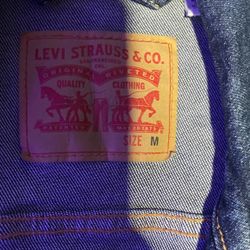 LEVI STRAUSS & CO.
ORIGINAL RIVETED
QUALITY CLOTHING
SIZE M